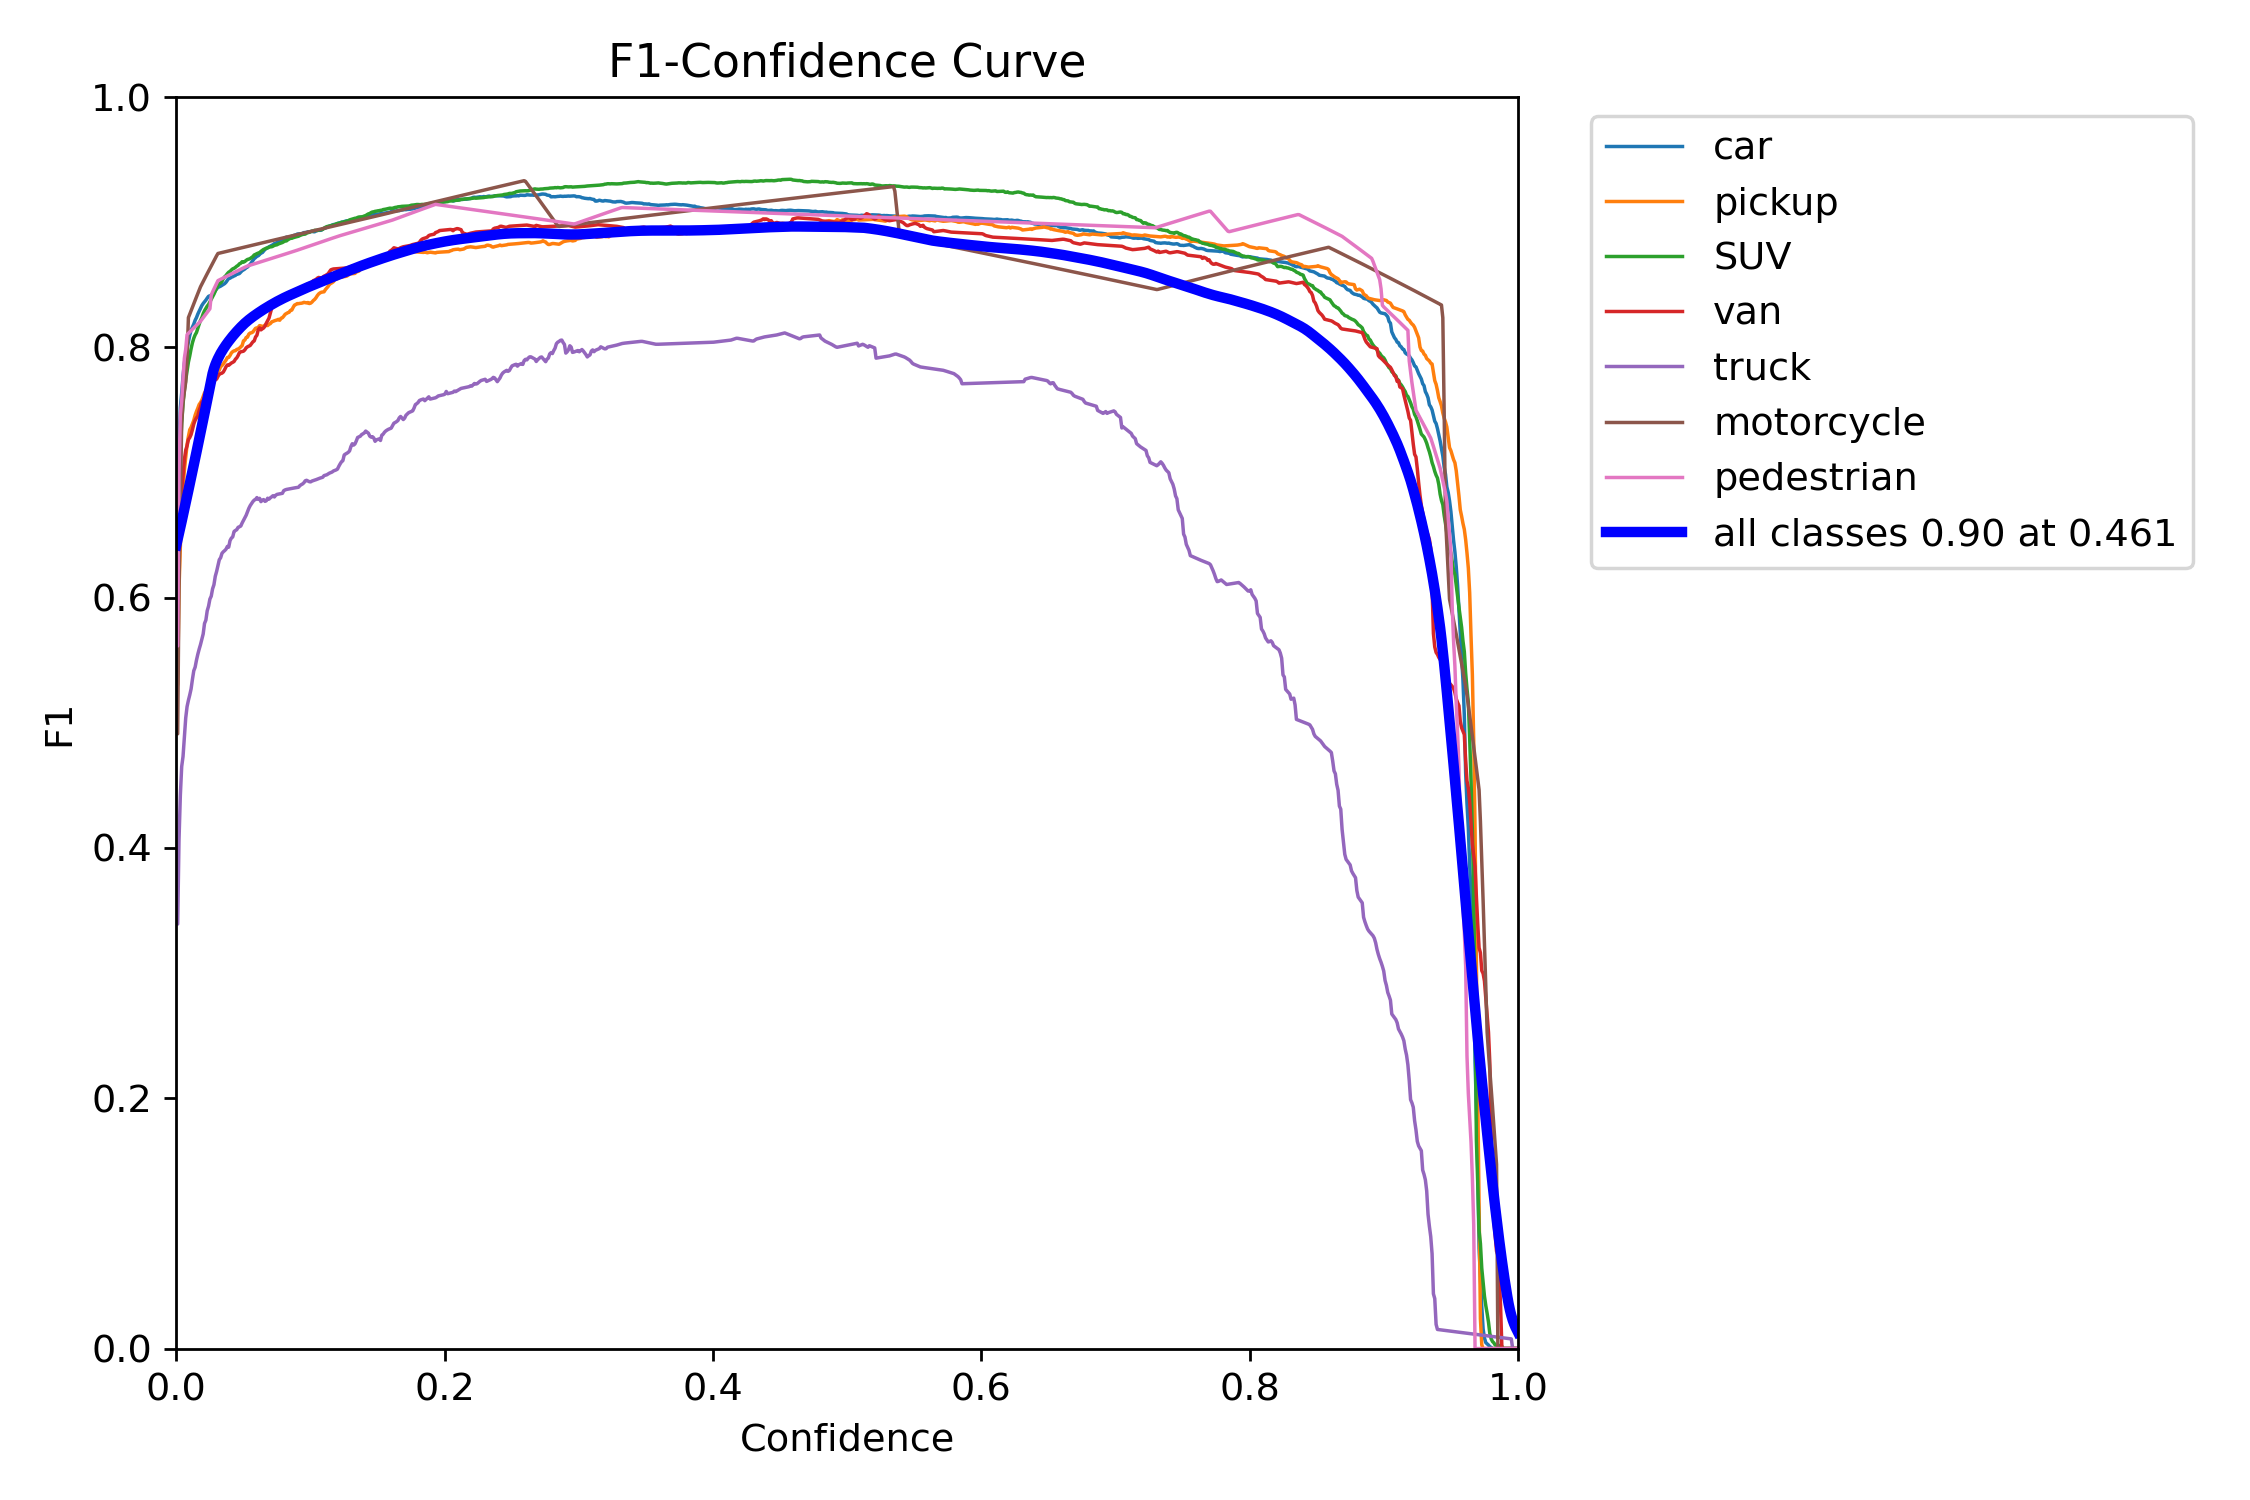 F1-Confidence Curve
1.0
0.8
0.6
0.4
0.2
0.0
F1
0.0 0.2 0.4 0.6 0.8 1.0
Confidence
car
pickup
SUV
van
truck
motorcycle
pedestrian
all classes 0.90 at 0.461